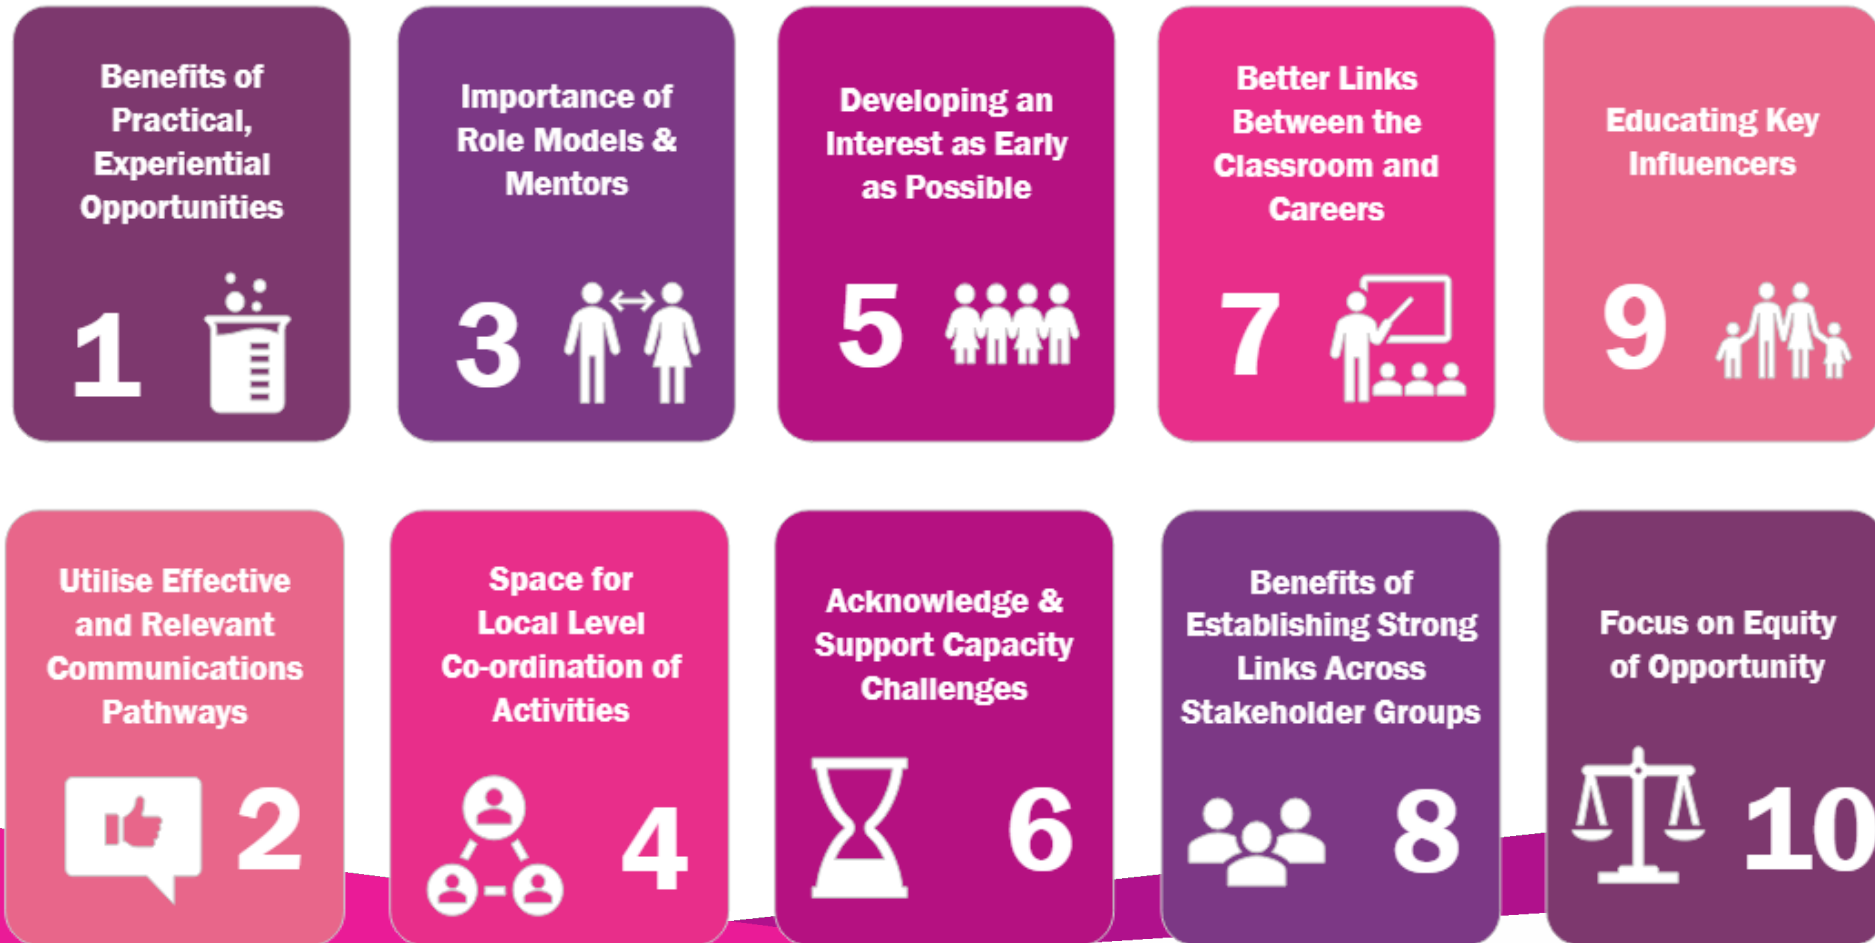 Benefits of
Practical,
Experiential
Opportunities
1
Importance of
Role Models &
Mentors
3
Developing an
Interest as Early
as Possible
5
Better Links
Between the
Classroom and
Careers
7
Educating Key
Influencers
9
Utilise Effective
and Relevant
Communications
Pathways
2
Space for
Local Level
Co-ordination of
Activities
4
Acknowledge &
Support Capacity
Challenges
6
Benefits of
Establishing Strong
Links Across
Stakeholder Groups
8
Focus on Equity
of Opportunity
10